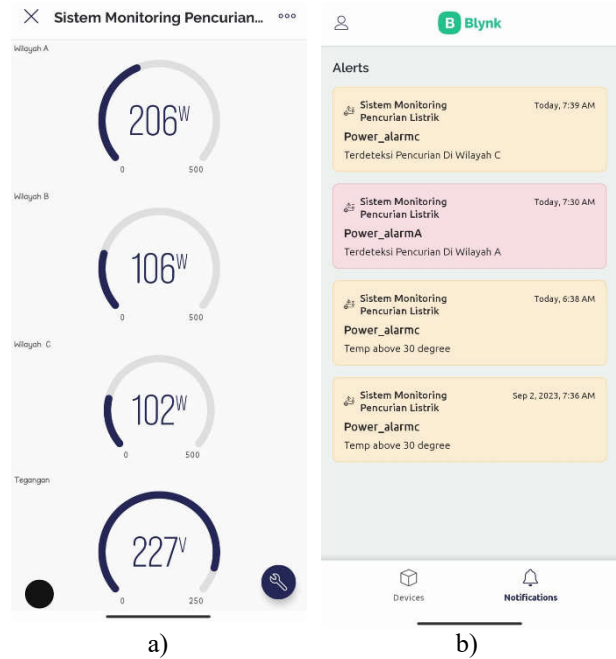 Sistem Monitoring Pencurian...
Wilayah A
206W
0 500
Wilayah B
106W
0 500
Wilayah C
102W
0 500
Tegangan
227V
0 250
a)
B Blynk
Alerts
Sistem Monitoring Today, 7:39 AM
Pencurian Listrik
Power_alarmc
Terdeteksi Pencurian Di Wilayah C
Sistem Monitoring Today, 7:30 AM
Pencurian Listrik
Power_alarmA
Terdeteksi Pencurian Di Wilayah A
Sistem Monitoring Today, 6:38 AM
Pencurian Listrik
Power_alarmc
Temp above 30 degree
Sistem Monitoring Sep 2, 2023, 7:36 AM
Pencurian Listrik
Power_alarmc
Temp above 30 degree
Devices Notifications
b)